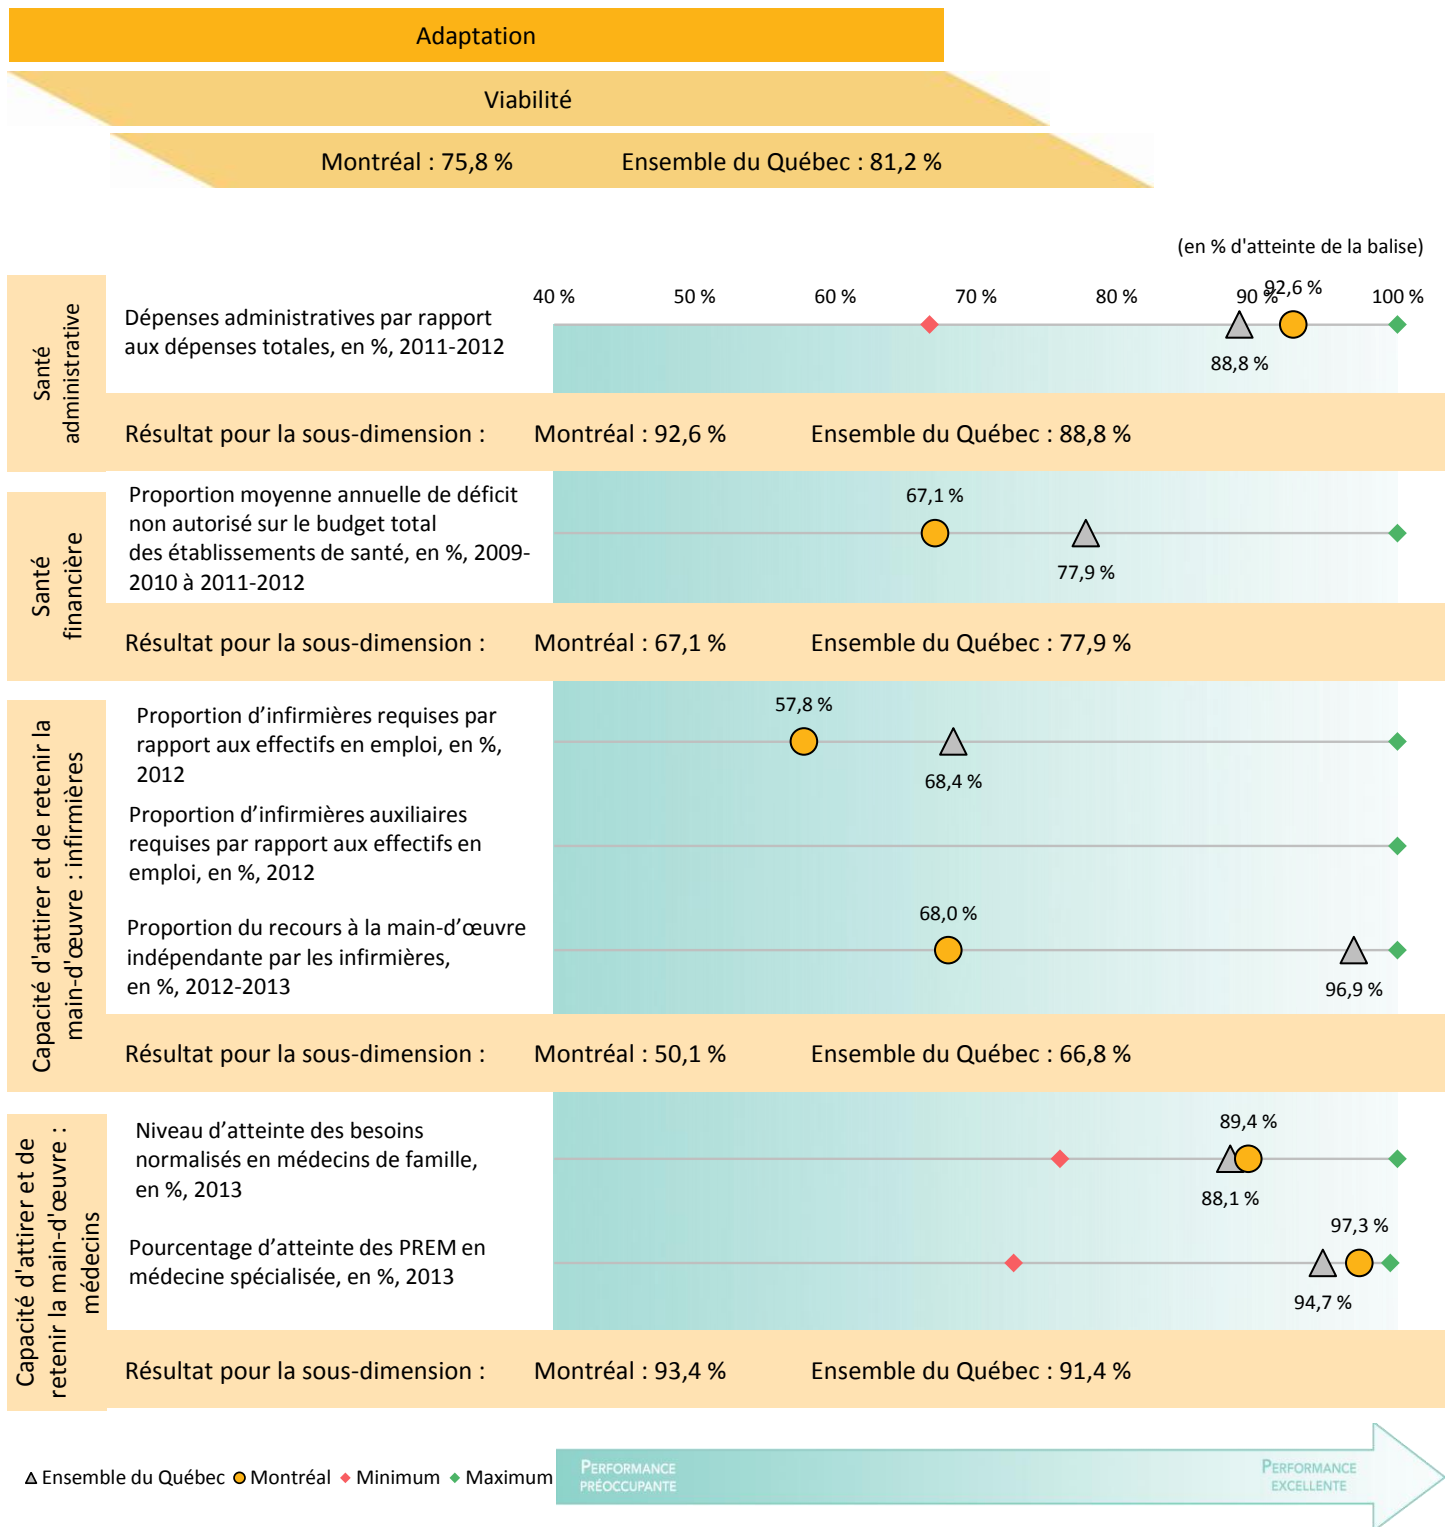 Adaptation
Viabilité
Montréal : 75,8 % Ensemble du Québec : 81,2 %
(en % d'atteinte de la balise)
40 % 50 % 60 % 70 % 80 % 90 % 100 %
Santé
administrative
Dépenses administratives par rapport
aux dépenses totales, en %, 2011-2012
92,6 %
88,8 %
Résultat pour la sous-dimension : Montréal : 92,6 % Ensemble du Québec : 88,8 %
Santé
financière
Proportion moyenne annuelle de déficit
non autorisé sur le budget total
des établissements de santé, en %, 2009-
2010 à 2011-2012
67,1 %
77,9 %
Résultat pour la sous-dimension : Montréal : 67,1 % Ensemble du Québec : 77,9 %
Capacité d'attirer et de retenir la
main-d'œuvre : infirmières
Proportion d’infirmières requises par
rapport aux effectifs en emploi, en %,
2012
57,8 %
68,4 %
Proportion d’infirmières auxiliaires
requises par rapport aux effectifs en
emploi, en %, 2012
Proportion du recours à la main-d’œuvre
indépendante par les infirmières,
en %, 2012-2013
68,0 %
96,9 %
Résultat pour la sous-dimension : Montréal : 50,1 % Ensemble du Québec : 66,8 %
Capacité d'attirer et de
retenir la main-d'œuvre :
médecins
Niveau d’atteinte des besoins
normalisés en médecins de famille,
en %, 2013
89,4 %
88,1 %
Pourcentage d’atteinte des PREM en
médecine spécialisée, en %, 2013
97,3 %
94,7 %
Résultat pour la sous-dimension : Montréal : 93,4 % Ensemble du Québec : 91,4 %
Ensemble du Québec Montréal Minimum Maximum
PERFORMANCE
PRÉOCCUPANTE
PERFORMANCE
EXCELLENTE